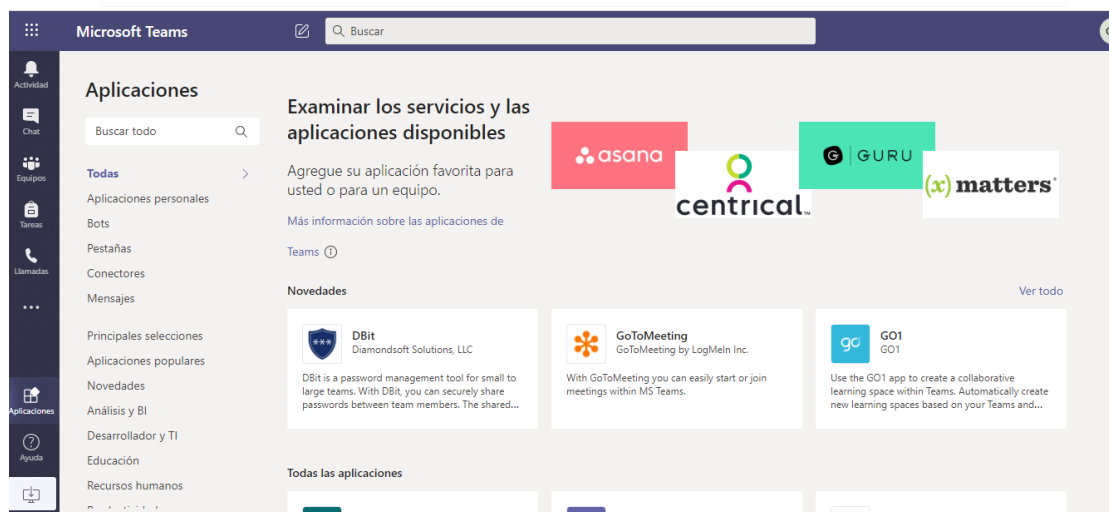 Microsoft Teams
Buscar
Actividad
Chat
Equipos
Tareas
Llamadas
Aplicaciones
Ayuda
Aplicaciones
Buscar todo
Todas
Aplicaciones personales
Bots
Pestañas
Conectores
Mensajes
Principales selecciones
Aplicaciones populares
Novedades
Análisis y BI
Desarrollador y TI
Educación
Recursos humanos
Examinar los servicios y las
aplicaciones disponibles
Agregue su aplicación favorita para
usted o para un equipo.
Más información sobre las aplicaciones de
Teams
asana
centrical
G GURU
(x) matters
Novedades
Ver todo
DBit
Diamondsoft Solutions, LLC
DBit is a password management tool for small to
large teams. With DBit, you can securely share
passwords between team members. The shared...
GoToMeeting
GoToMeeting by LogMeIn Inc.
With GoToMeeting you can easily start or join
meetings within MS Teams.
go
GO1
GO1
Use the GO1 app to create a collaborative
learning space within Teams. Automatically create
new learning spaces based on your Teams and...
Todas las aplicaciones